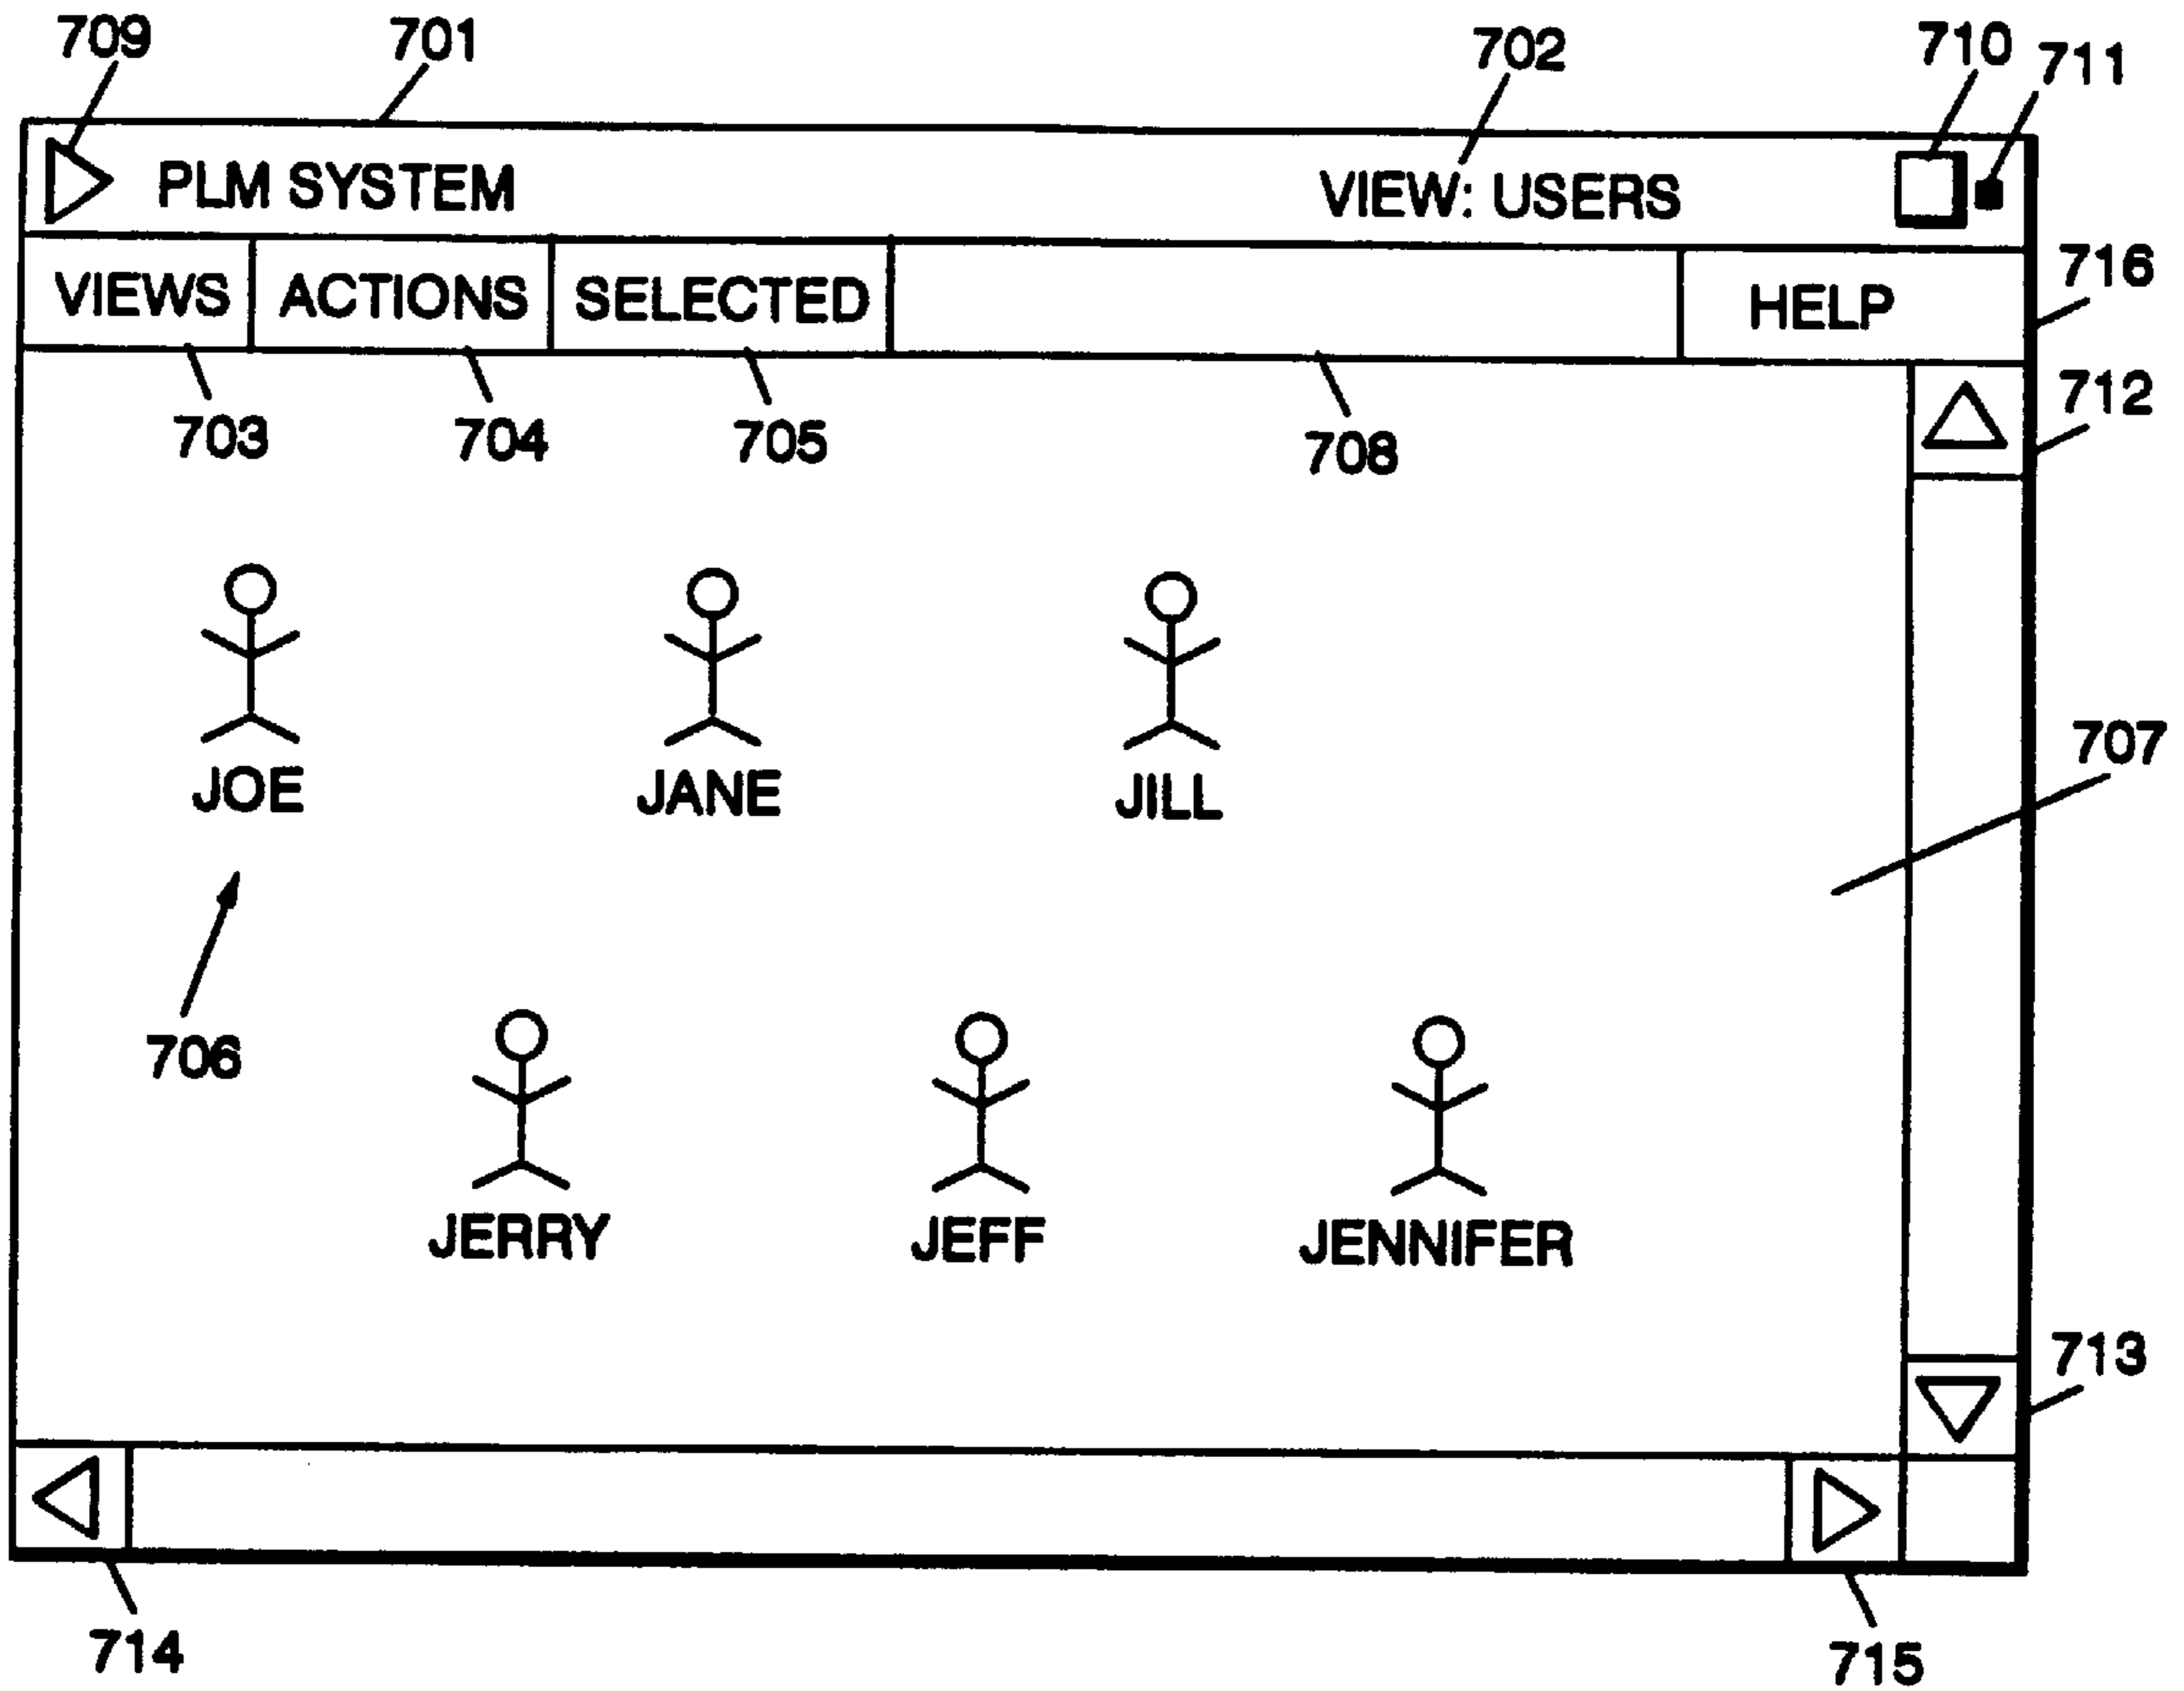 709 701 702 710 711
PLM SYSTEM VIEW: USERS
VIEWS ACTIONS SELECTED HELP 716
703 704 705 708 712
JOE JANE JILL 707
706
JERRY JEFF JENNIFER
713
714 715